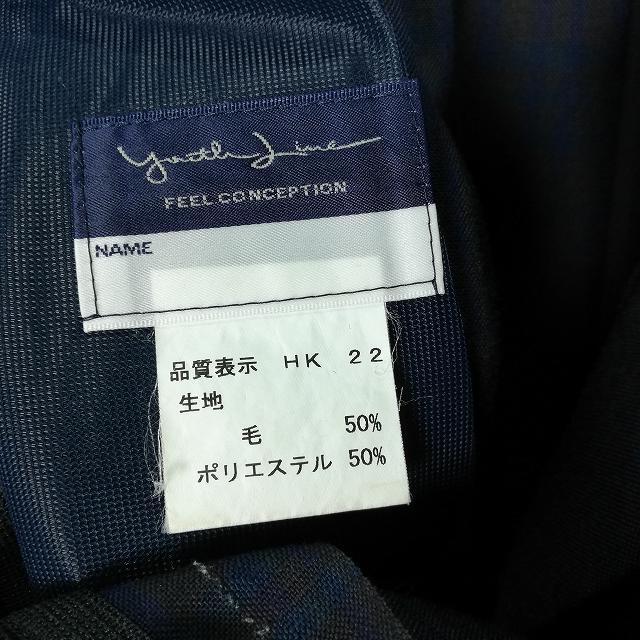 Youth Line
FEEL CONCEPTION
NAME
品質表示 HK 22
生地
毛 50%
ポリエステル 50%